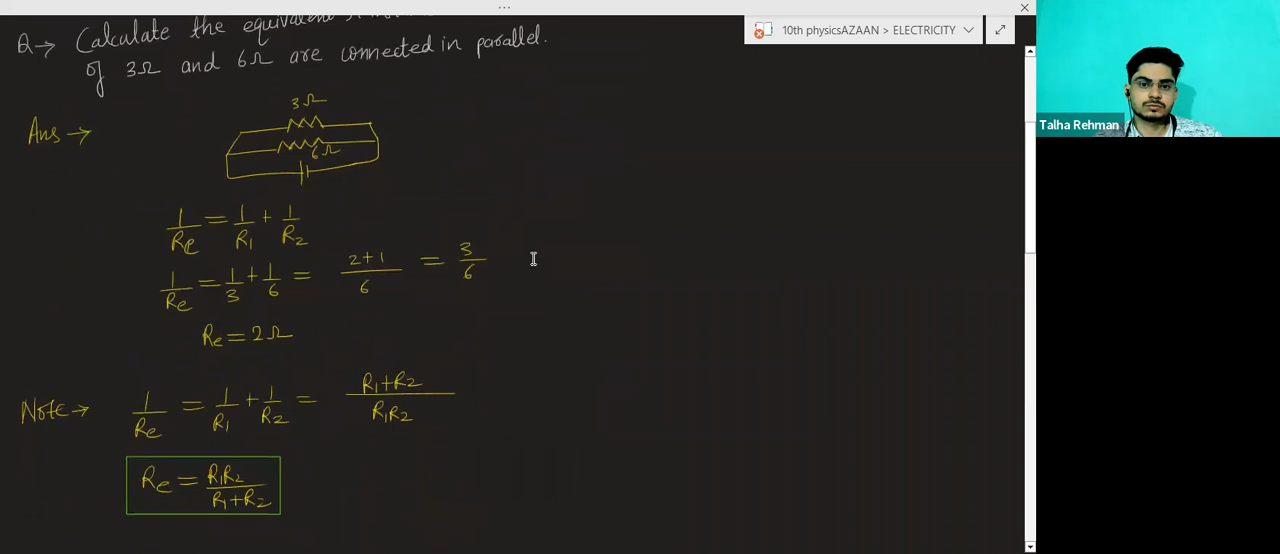 10th physicsAZAAN > ELECTRICITY
Talha Rehman
Q→ Calculate the equivalent
of 3Ω and 6Ω are connected in parallel.
Ans →
3Ω
6Ω
1/Re = 1/R1 + 1/R2
1/Re = 1/3 + 1/6 = 2+1/6 = 3/6
Re = 2Ω
Note → 1/Re = 1/R1 + 1/R2 = R1+R2/R1R2
Re = R1R2/R1+R2